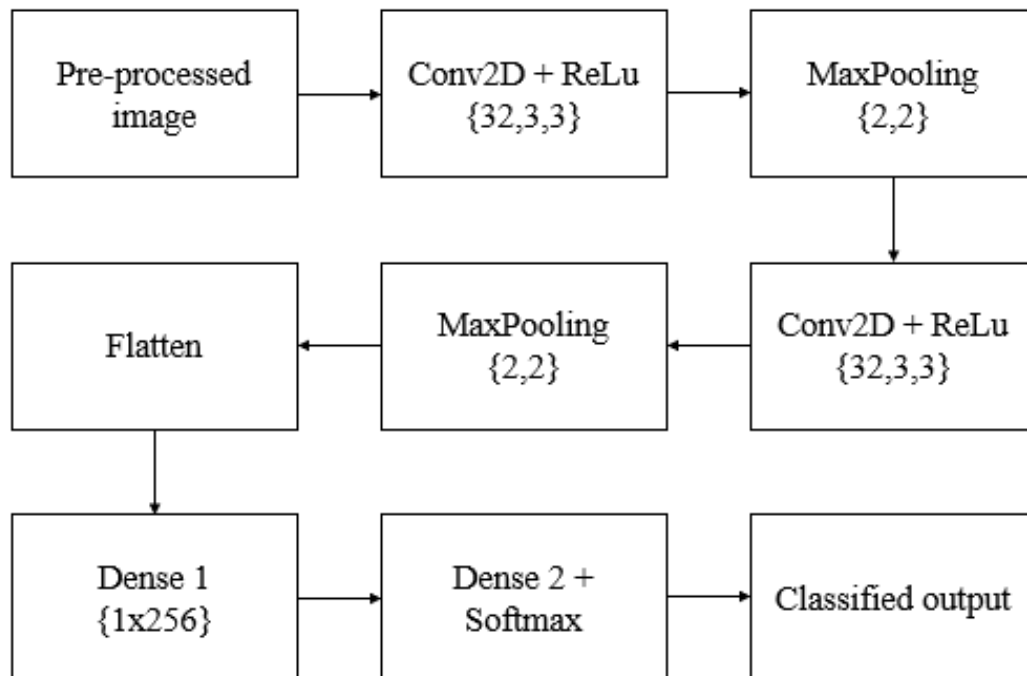 Pre-processed
image
Conv2D + ReLu
{32,3,3}
MaxPooling
{2,2}
Conv2D + ReLu
{32,3,3}
MaxPooling
{2,2}
Flatten
Dense 1
{1x256}
Dense 2 +
Softmax
Classified output